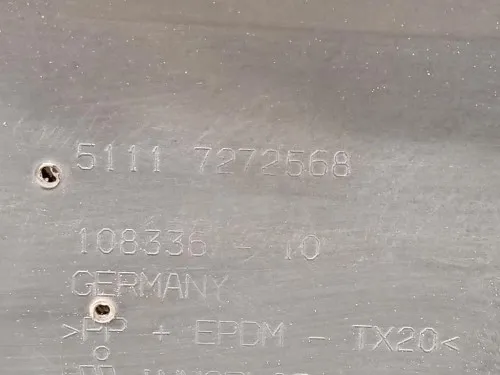 5111 7272568
108336 - 10
GERMANY
>PP + EPDM - TX20<